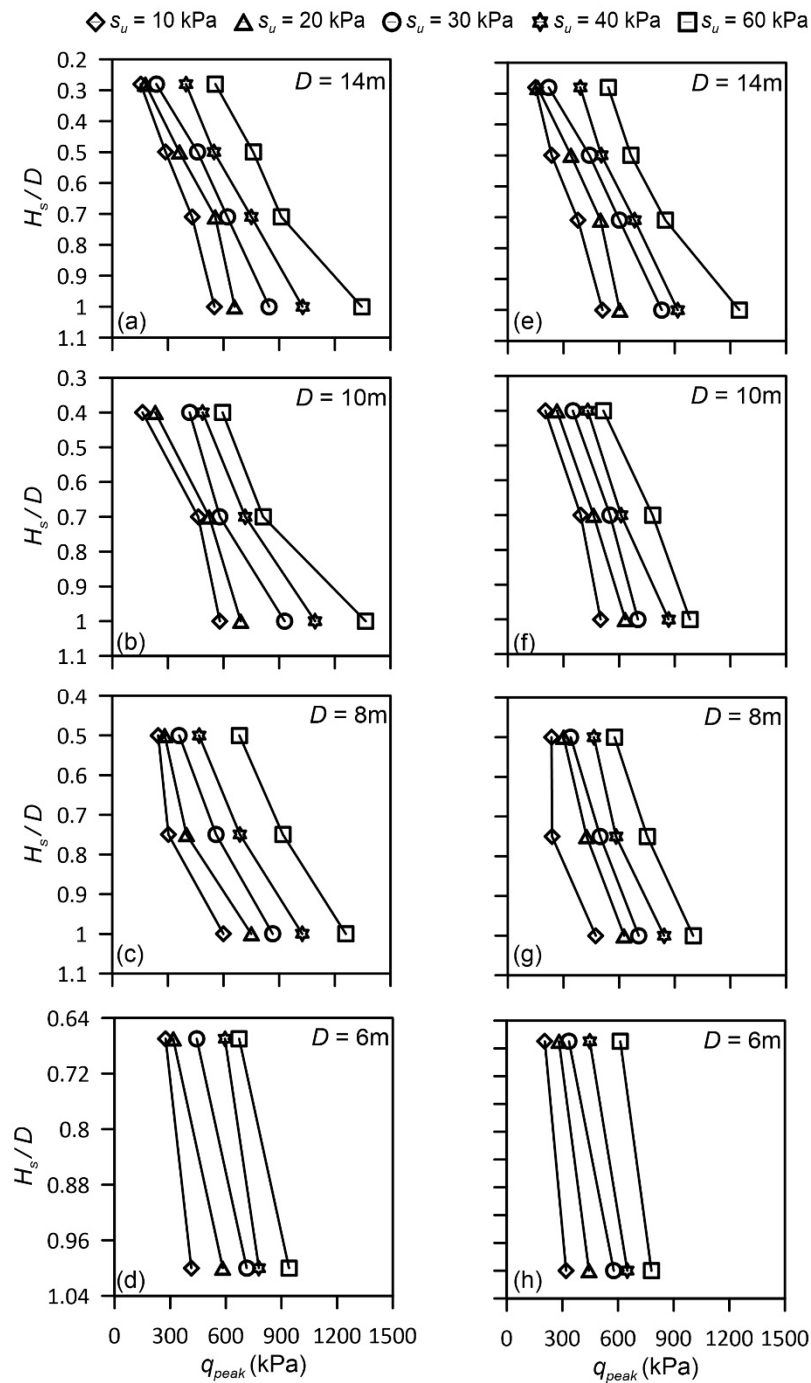 s_u = 10 kPa s_u = 20 kPa s_u = 30 kPa s_u = 40 kPa s_u = 60 kPa
0.2
0.3
0.4
0.5
0.6
0.7
0.8
0.9
1
1.1
H_s / D
D = 14m
(a)
D = 14m
(e)
0.3
0.4
0.5
0.6
0.7
0.8
0.9
1
1.1
H_s / D
D = 10m
(b)
D = 10m
(f)
0.4
0.5
0.6
0.7
0.8
0.9
1
1.1
H_s / D
D = 8m
(c)
D = 8m
(g)
0.64
0.72
0.8
0.88
0.96
1.04
H_s / D
D = 6m
(d)
D = 6m
(h)
0 300 600 900 1200 1500
q_peak (kPa)
0 300 600 900 1200 1500
q_peak (kPa)